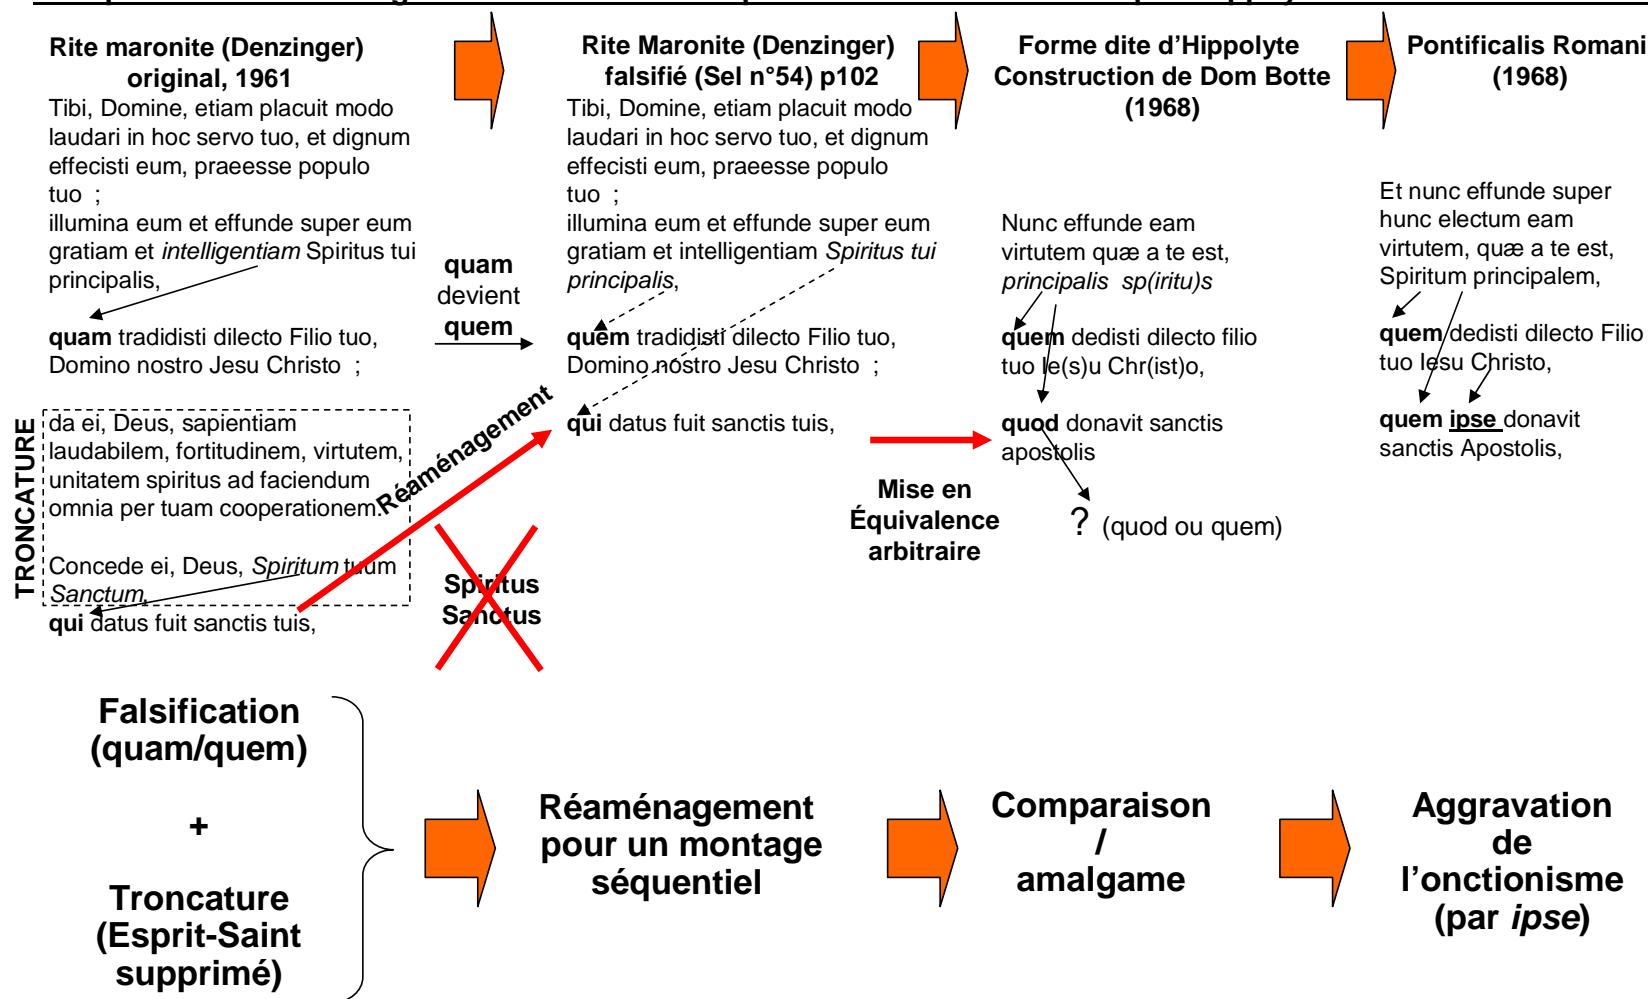 Rite maronite (Denzinger)
original, 1961
Tibi, Domine, etiam placuit modo
laudari in hoc servo tuo, et dignum
effecisti eum, praeesse populo
tuo ;
illumina eum et effunde super eum
gratiam et intelligentiam Spiritus tui
principalis,
quam tradidisti dilecto Filio tuo,
Domino nostro Jesu Christo ;
TRONCATURE
da ei, Deus, sapientiam
laudabilem, fortitudinem, virtutem,
unitatem spiritus ad faciendum
omnia per tuam cooperationem.
Concede ei, Deus, Spiritum tuum
Sanctum,
qui datus fuit sanctis tuis,
quam
devient
quem
Réaménagement
Spiritus
Sanctus
Rite Maronite (Denzinger)
falsifié (Sel n°54) p102
Tibi, Domine, etiam placuit modo
laudari in hoc servo tuo, et dignum
effecisti eum, praeesse populo
tuo ;
illumina eum et effunde super eum
gratiam et intelligentiam Spiritus tui
principalis,
quem tradidisti dilecto Filio tuo,
Domino nostro Jesu Christo ;
qui datus fuit sanctis tuis,
Mise en
Équivalence
arbitraire
Forme dite d'Hippolyte
Construction de Dom Botte
(1968)
Nunc effunde eam
virtutem quæ a te est,
principalis sp(iritu)s
quem dedisti dilecto filio
tuo Ie(s)u Chr(ist)o,
quod donavit sanctis
apostolis
? (quod ou quem)
Pontificalis Romani
(1968)
Et nunc effunde super
hunc electum eam
virtutem, quæ a te est,
Spiritum principalem,
quem dedisti dilecto Filio
tuo Iesu Christo,
quem ipse donavit
sanctis Apostolis,
Falsification
(quam/quem)
+
Troncature
(Esprit-Saint
supprimé)
Réaménagement
pour un montage
séquentiel
Comparaison
/
amalgame
Aggravation
de
l'onctionisme
(par ipse)